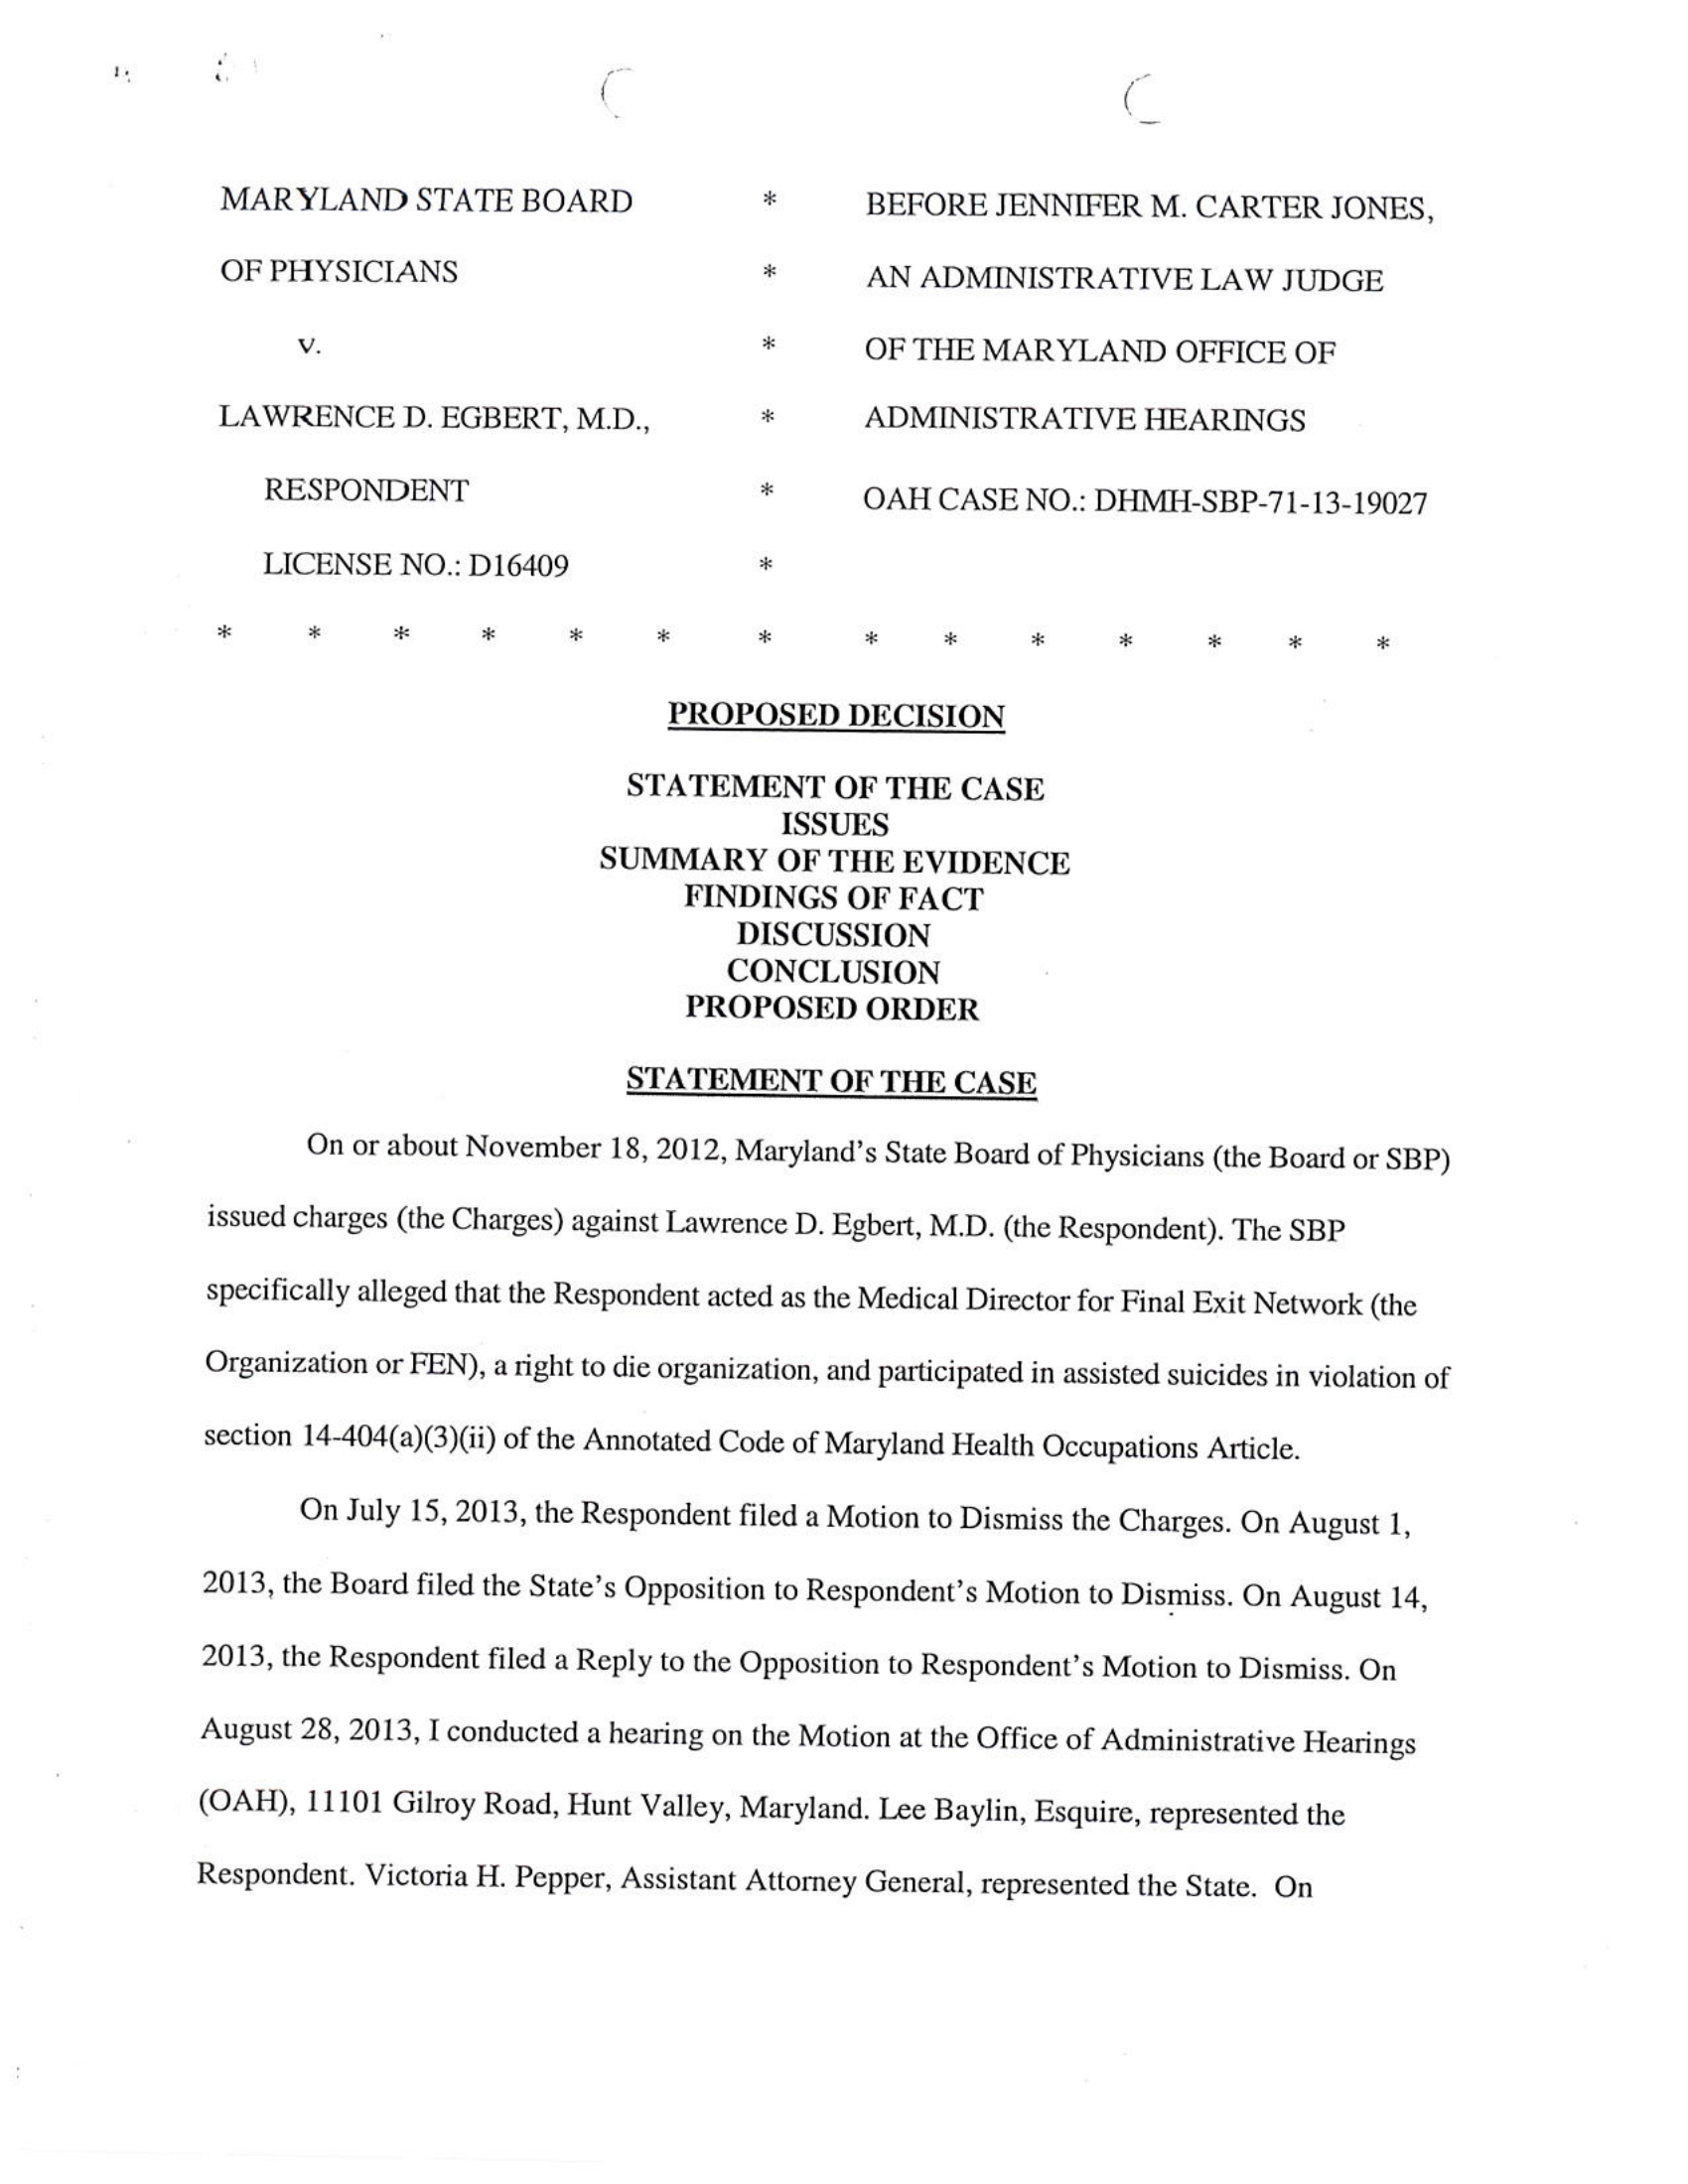 MARYLAND STATE BOARD * BEFORE JENNIFER M. CARTER JONES,
OF PHYSICIANS * AN ADMINISTRATIVE LAW JUDGE
v. * OF THE MARYLAND OFFICE OF
LAWRENCE D. EGBERT, M.D., * ADMINISTRATIVE HEARINGS
RESPONDENT * OAH CASE NO.: DHMH-SBP-71-13-19027
LICENSE NO.: D16409 *
* * * * * * * * * * * * * *
PROPOSED DECISION
STATEMENT OF THE CASE
ISSUES
SUMMARY OF THE EVIDENCE
FINDINGS OF FACT
DISCUSSION
CONCLUSION
PROPOSED ORDER
STATEMENT OF THE CASE
On or about November 18, 2012, Maryland's State Board of Physicians (the Board or SBP)
issued charges (the Charges) against Lawrence D. Egbert, M.D. (the Respondent). The SBP
specifically alleged that the Respondent acted as the Medical Director for Final Exit Network (the
Organization or FEN), a right to die organization, and participated in assisted suicides in violation of
section 14-404(a)(3)(ii) of the Annotated Code of Maryland Health Occupations Article.
On July 15, 2013, the Respondent filed a Motion to Dismiss the Charges. On August 1,
2013, the Board filed the State's Opposition to Respondent's Motion to Dismiss. On August 14,
2013, the Respondent filed a Reply to the Opposition to Respondent's Motion to Dismiss. On
August 28, 2013, I conducted a hearing on the Motion at the Office of Administrative Hearings
(OAH), 11101 Gilroy Road, Hunt Valley, Maryland. Lee Baylin, Esquire, represented the
Respondent. Victoria H. Pepper, Assistant Attorney General, represented the State. On